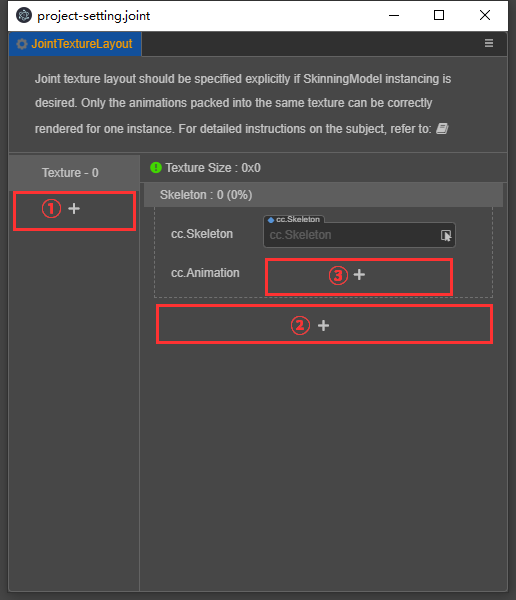 project-setting.joint
JointTextureLayout
Joint texture layout should be specified explicitly if SkinningModel instancing is
desired. Only the animations packed into the same texture can be correctly
rendered for one instance. For detailed instructions on the subject, refer to:
Texture - 0
Texture Size : 0x0
Skeleton : 0 (0%)
① +
cc.Skeleton
cc.Skeleton
cc.Skeleton
cc.Animation
③ +
② +